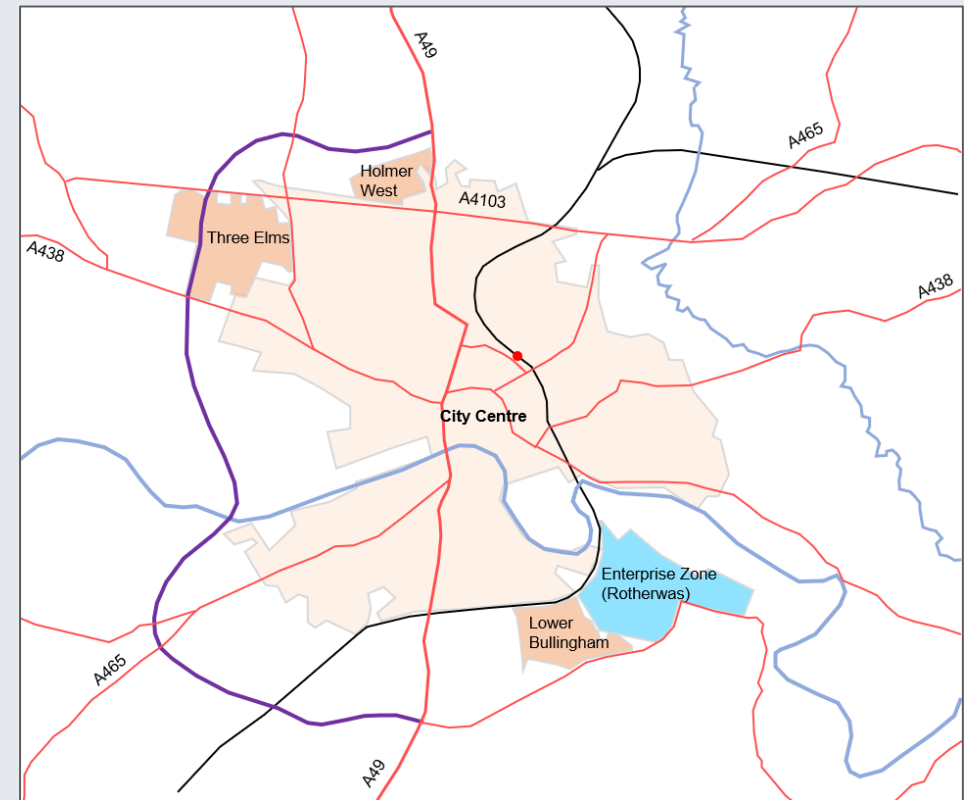 A49
A465
Holmer
West
A4103
Three Elms
A438
A438
City Centre
Enterprise Zone
(Rotherwas)
Lower
Bullingham
A465
A49